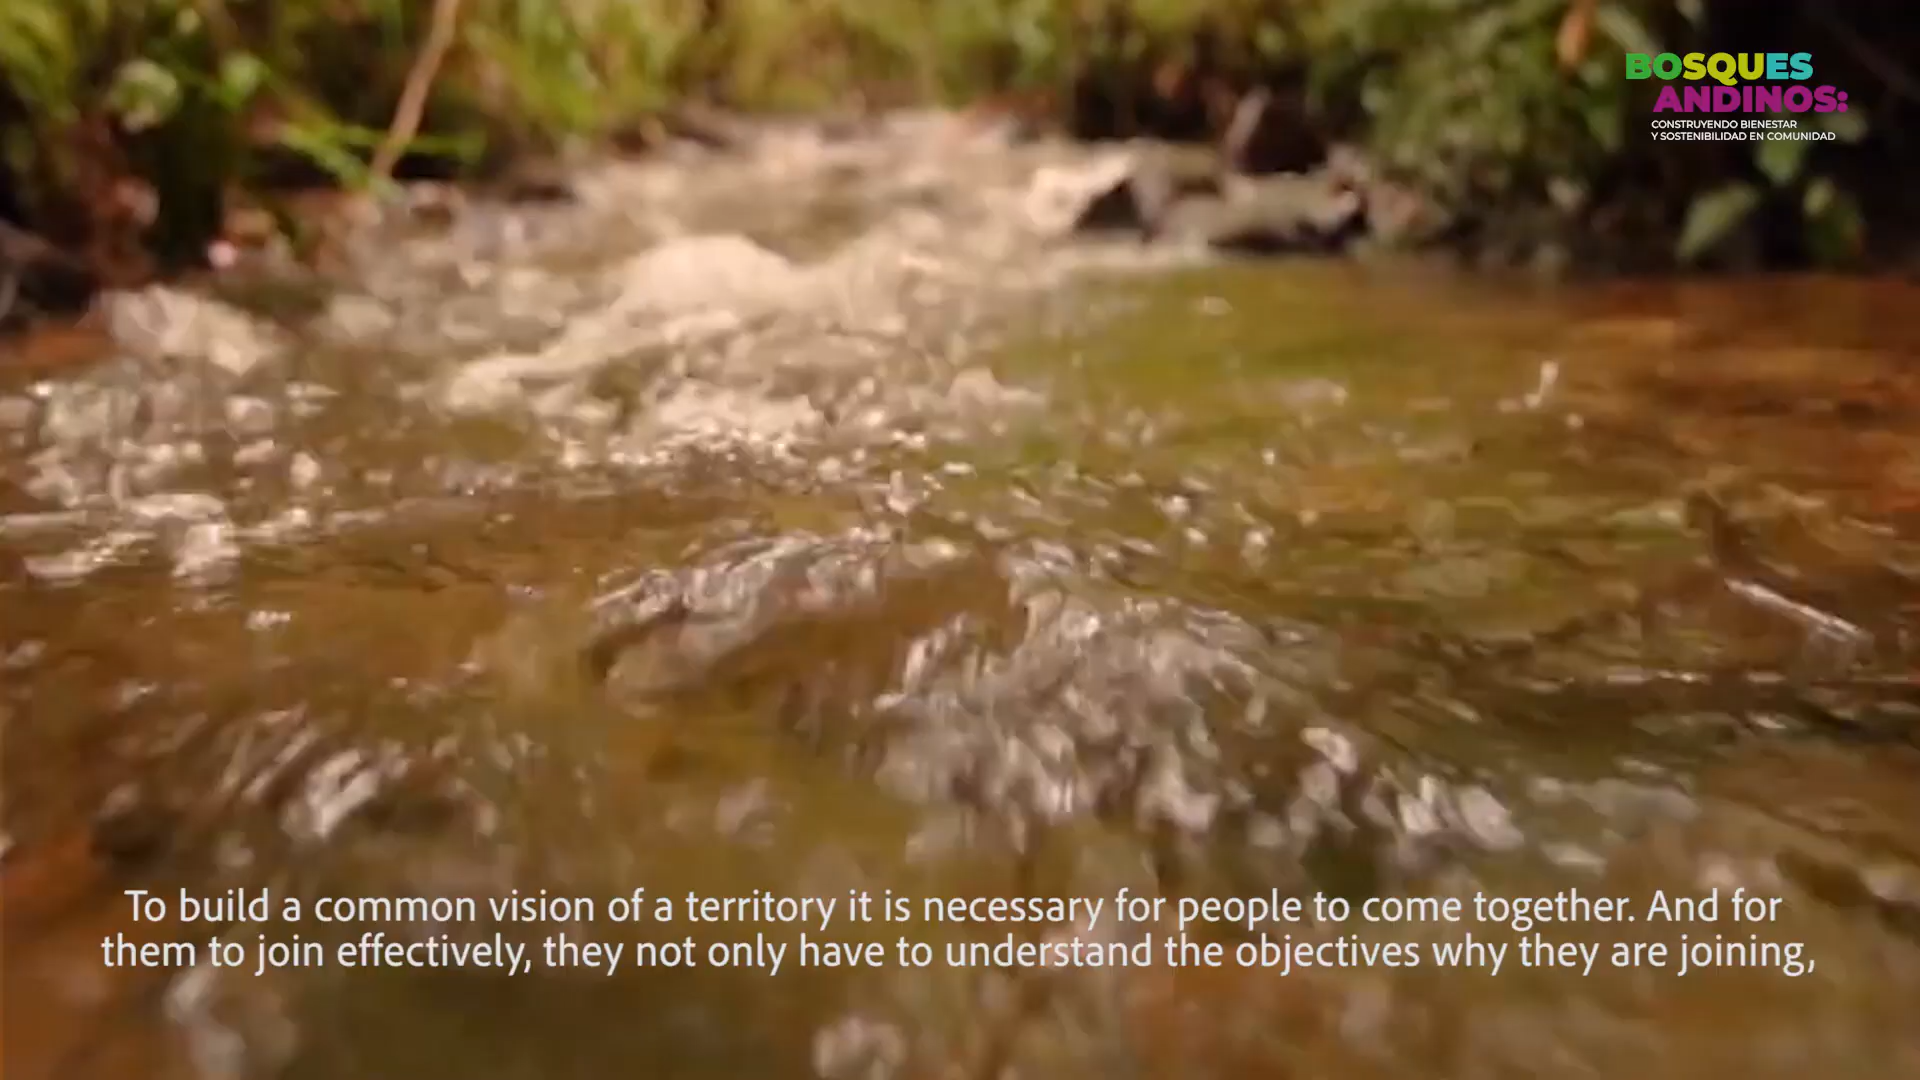 BOSQUES
ANDINOS:
CONSTRUYENDO BIENESTAR
Y SOSTENIBILIDAD EN COMUNIDAD
To build a common vision of a territory it is necessary for people to come together. And for
them to join effectively, they not only have to understand the objectives why they are joining,